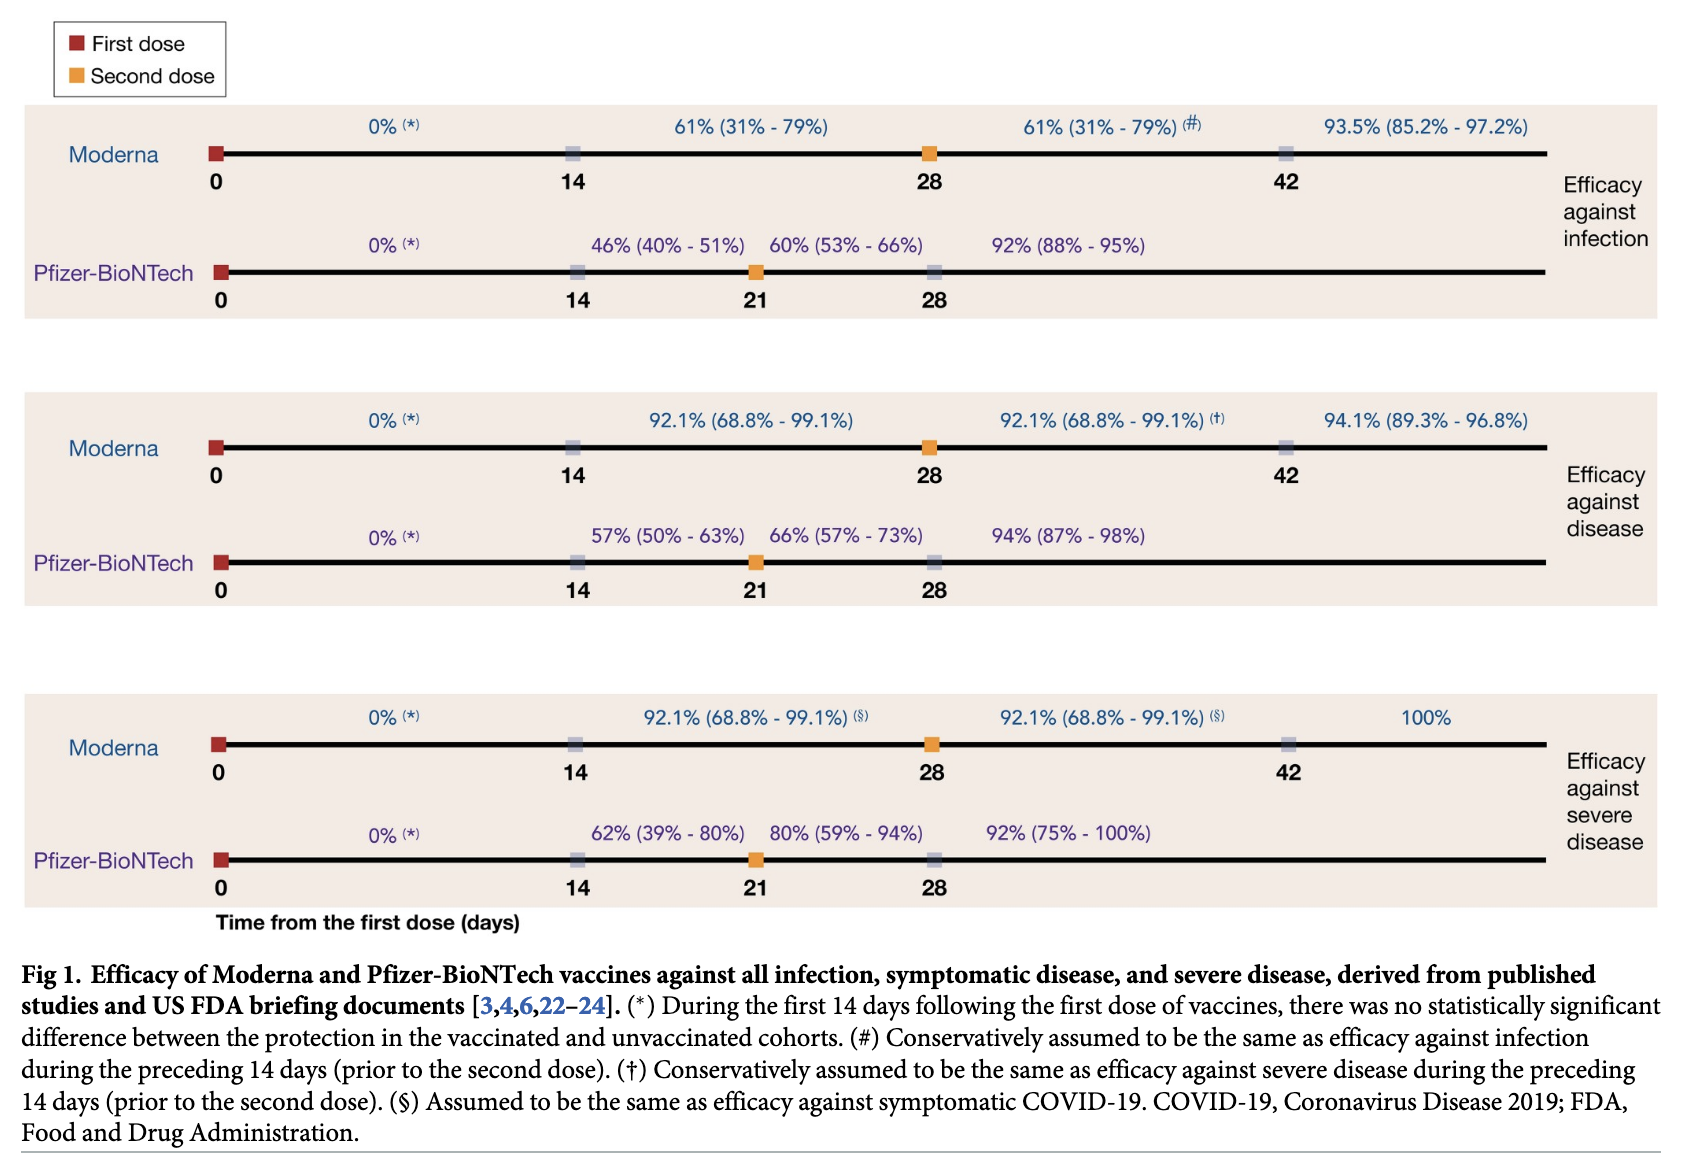 First dose
Second dose
0% (*) 61% (31% - 79%) 61% (31% - 79%) (#) 93.5% (85.2% - 97.2%)
Moderna
0 14 28 42
Efficacy
against
infection
0% (*) 46% (40% - 51%) 60% (53% - 66%) 92% (88% - 95%)
Pfizer-BioNTech
0 14 21 28
0% (*) 92.1% (68.8% - 99.1%) 92.1% (68.8% - 99.1%) (†) 94.1% (89.3% - 96.8%)
Moderna
0 14 28 42
Efficacy
against
disease
0% (*) 57% (50% - 63%) 66% (57% - 73%) 94% (87% - 98%)
Pfizer-BioNTech
0 14 21 28
0% (*) 92.1% (68.8% - 99.1%) (§) 92.1% (68.8% - 99.1%) (§) 100%
Moderna
0 14 28 42
Efficacy
against
severe
disease
0% (*) 62% (39% - 80%) 80% (59% - 94%) 92% (75% - 100%)
Pfizer-BioNTech
0 14 21 28
Time from the first dose (days)
Fig 1. Efficacy of Moderna and Pfizer-BioNTech vaccines against all infection, symptomatic disease, and severe disease, derived from published
studies and US FDA briefing documents [3,4,6,22–24]. (*) During the first 14 days following the first dose of vaccines, there was no statistically significant
difference between the protection in the vaccinated and unvaccinated cohorts. (#) Conservatively assumed to be the same as efficacy against infection
during the preceding 14 days (prior to the second dose). (†) Conservatively assumed to be the same as efficacy against severe disease during the preceding
14 days (prior to the second dose). (§) Assumed to be the same as efficacy against symptomatic COVID-19. COVID-19, Coronavirus Disease 2019; FDA,
Food and Drug Administration.